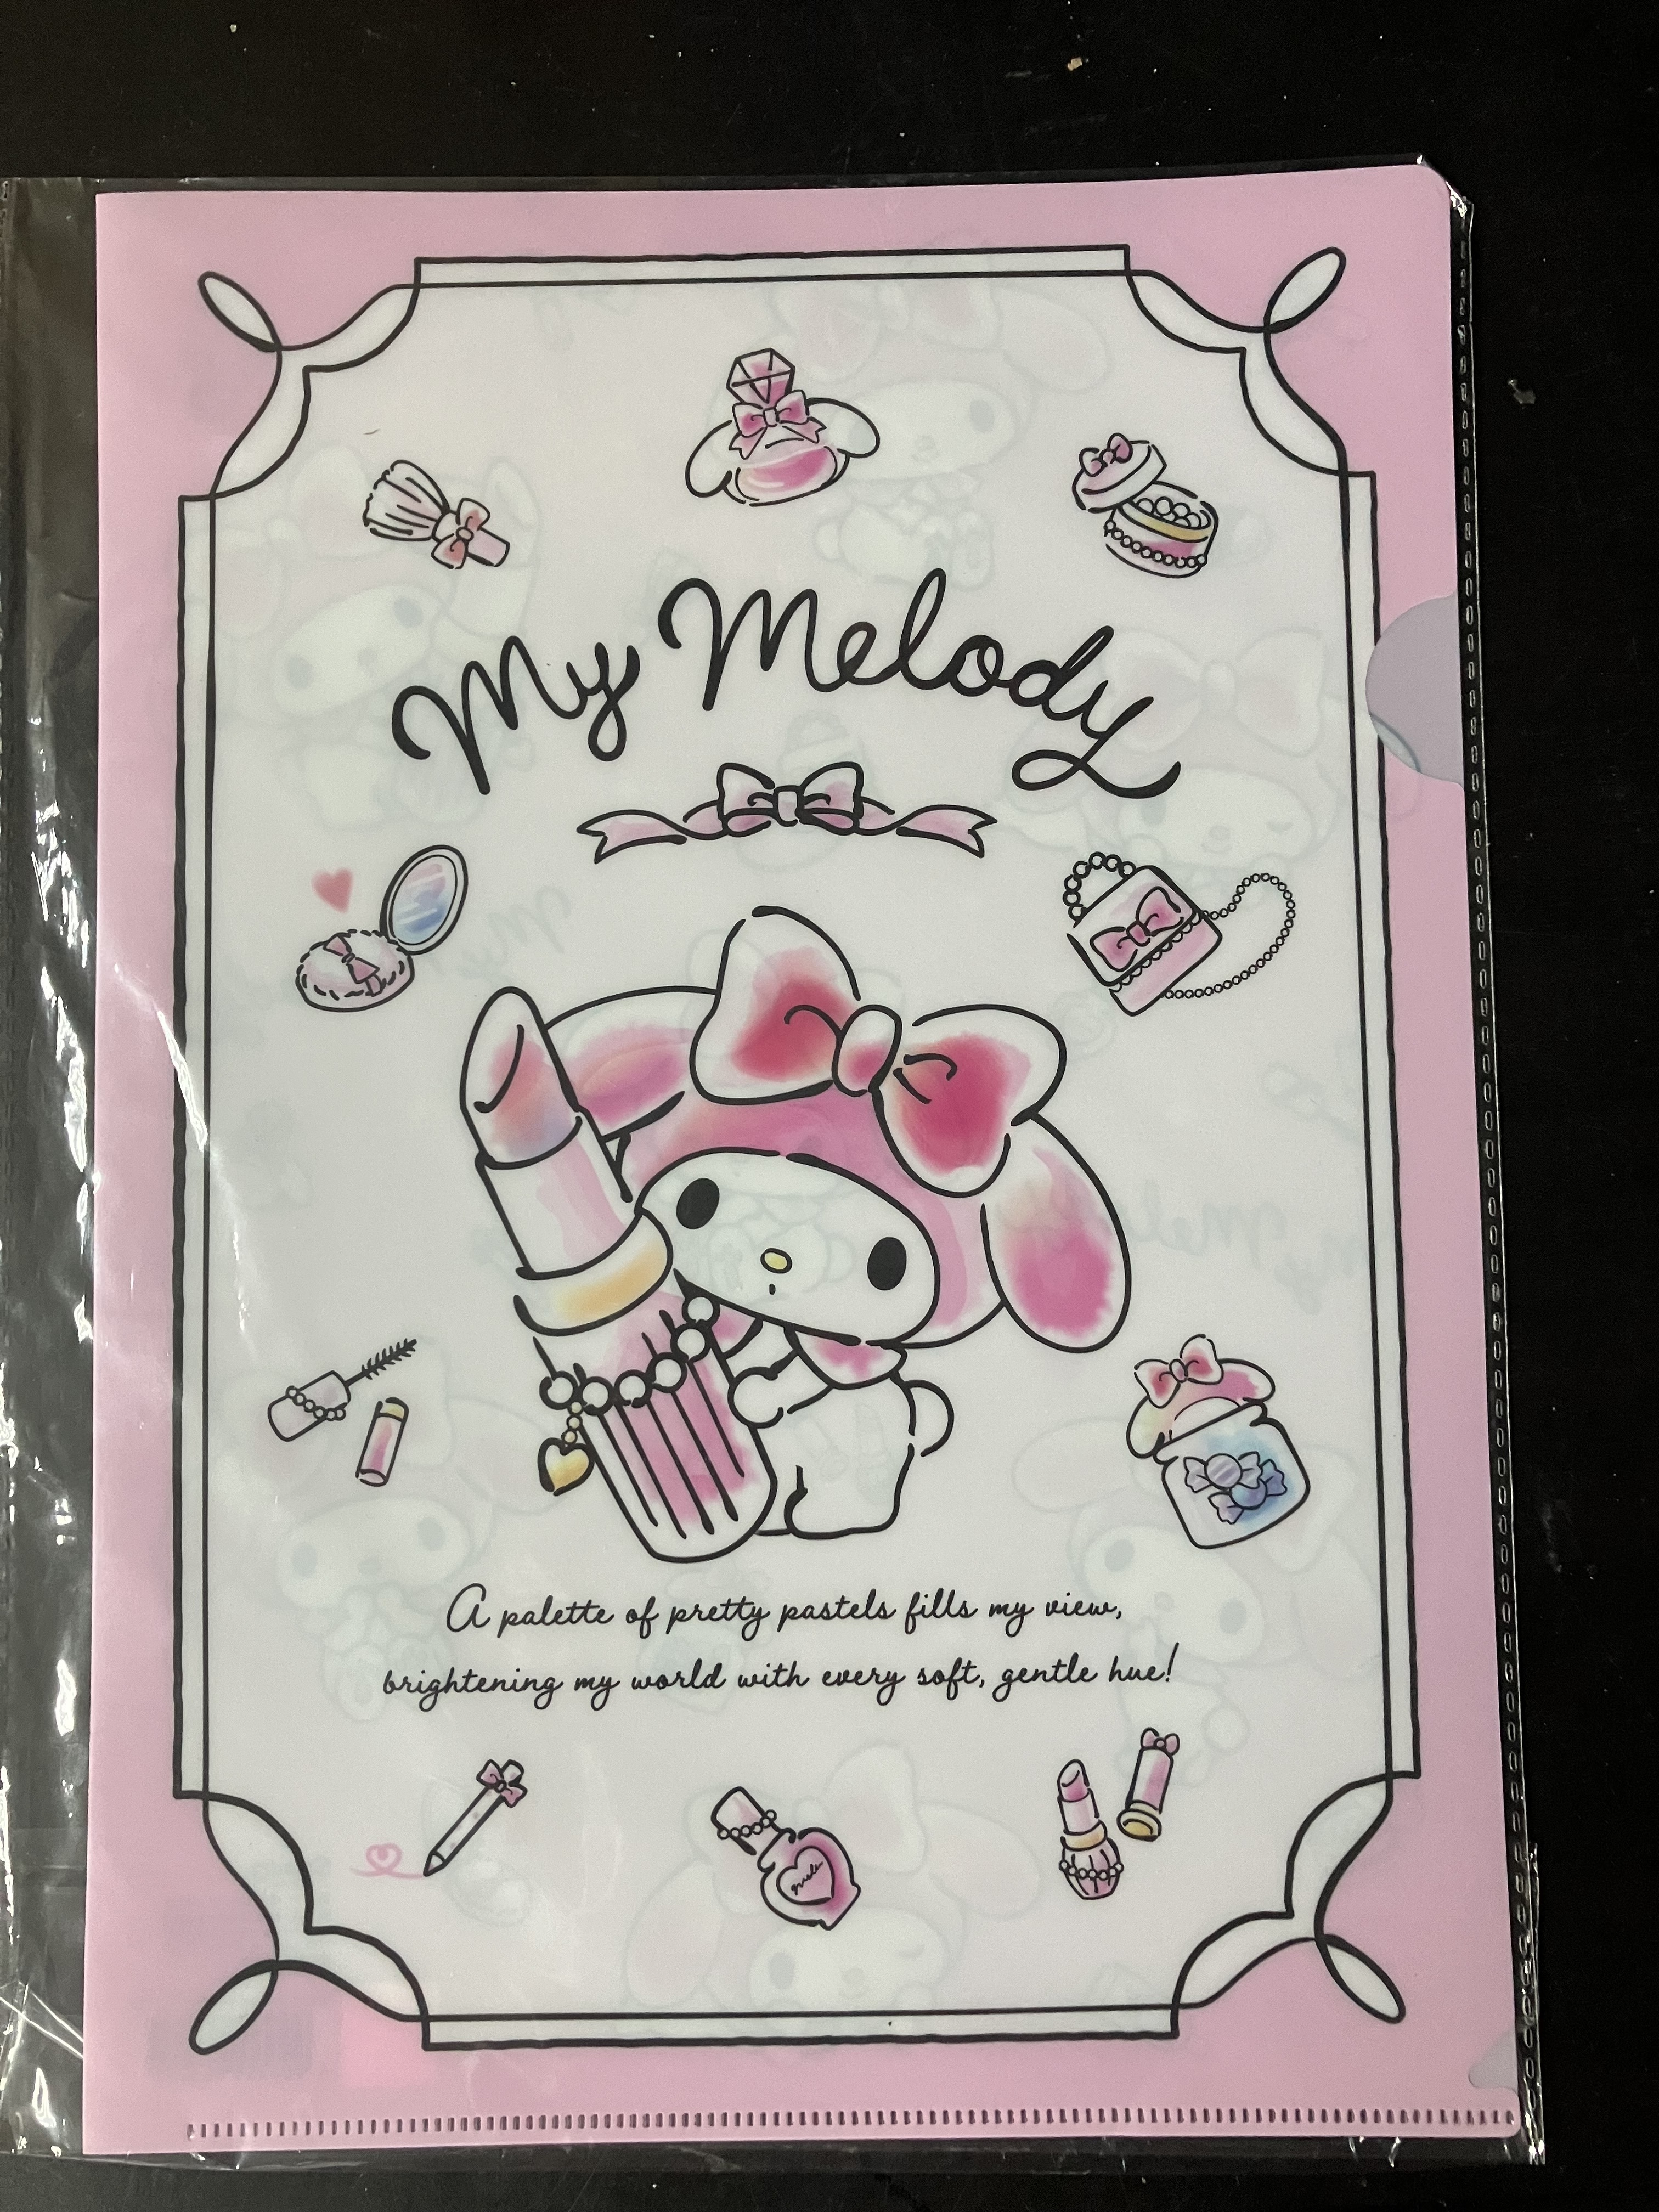 My Melody
A palette of pretty pastels fills my view,
brightening my world with every soft, gentle hue!